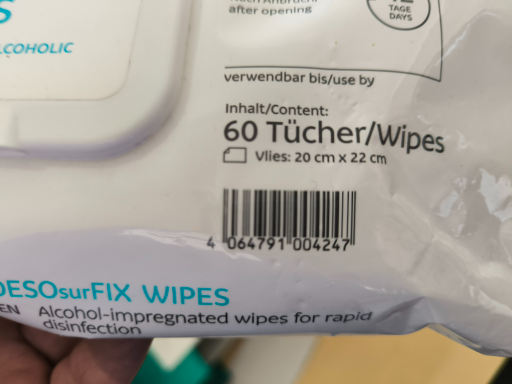 S
LCOHOLIC
after opening
TAGE
DAYS
verwendbar bis/use by
Inhalt/Content:
60 Tücher/Wipes
Vlies: 20 cm x 22 cm
4 064791 004247
DESOsurFIX WIPES
EN Alcohol-impregnated wipes for rapid
disinfection